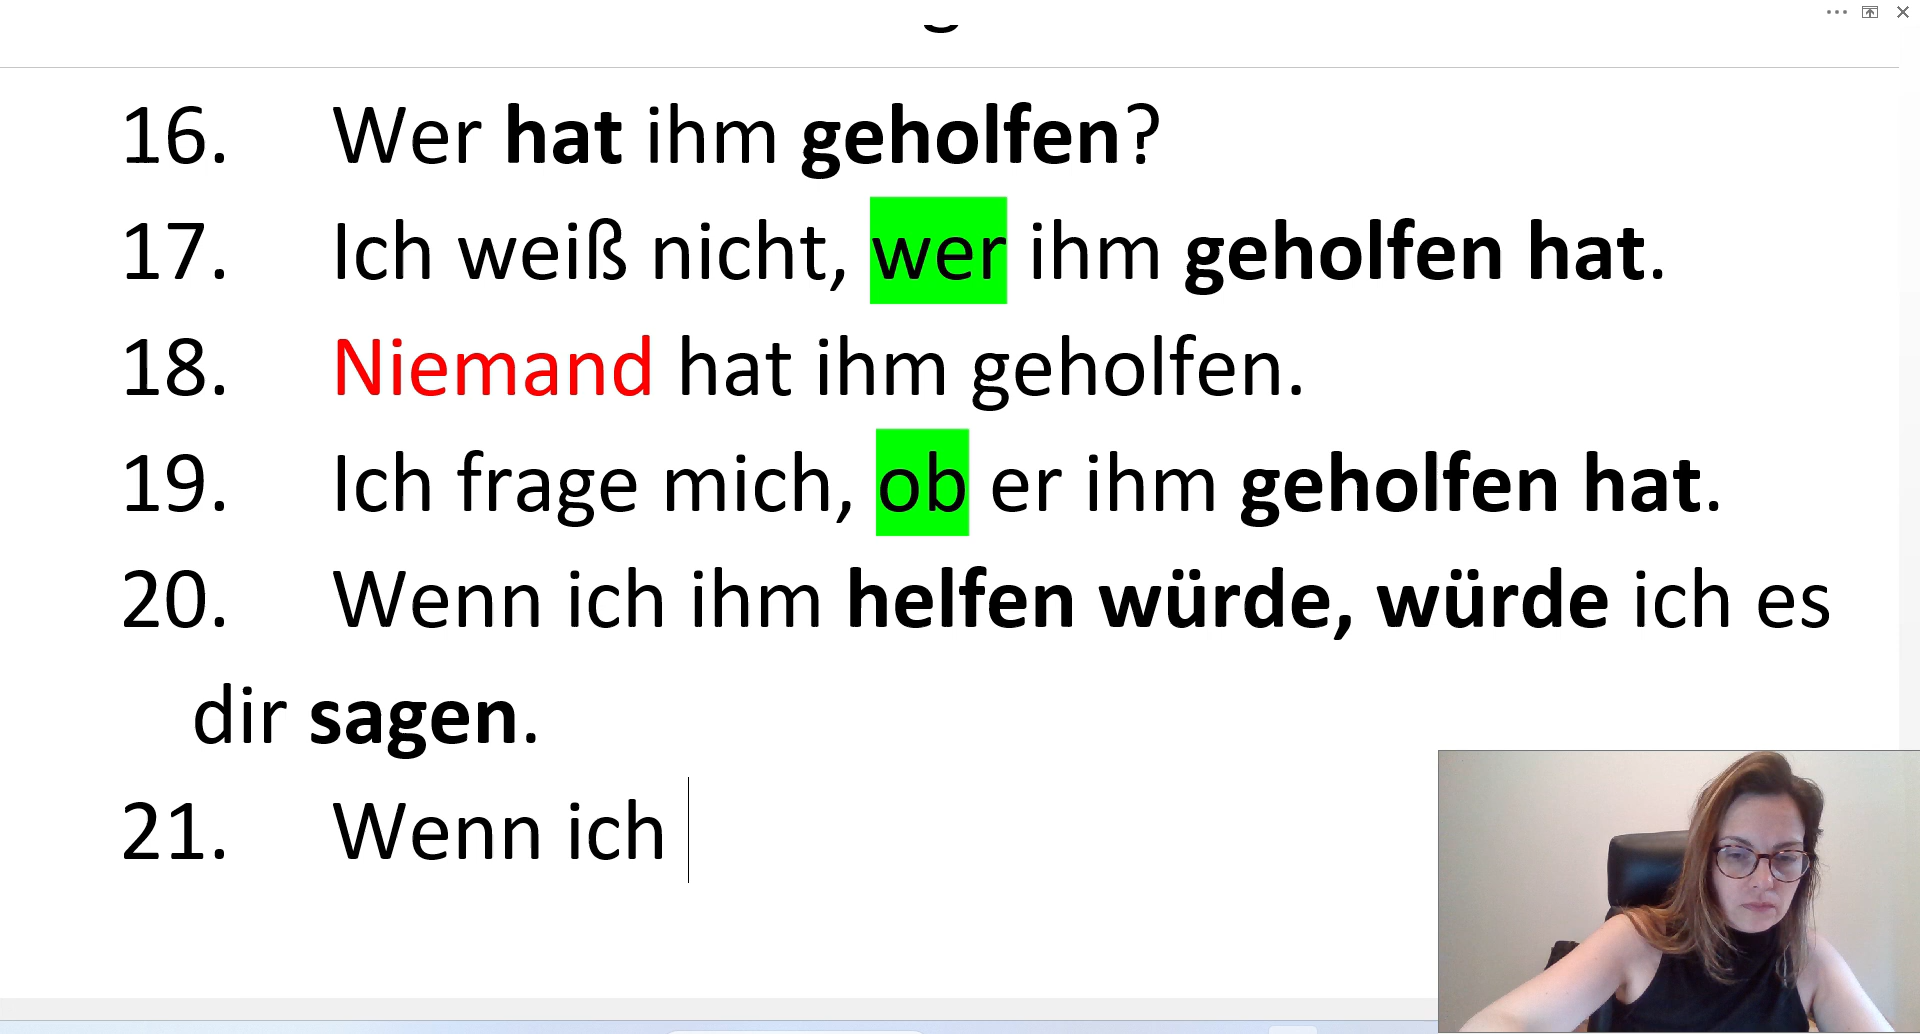 16. Wer hat ihm geholfen?
17. Ich weiß nicht, wer ihm geholfen hat.
18. Niemand hat ihm geholfen.
19. Ich frage mich, ob er ihm geholfen hat.
20. Wenn ich ihm helfen würde, würde ich es
dir sagen.
21. Wenn ich